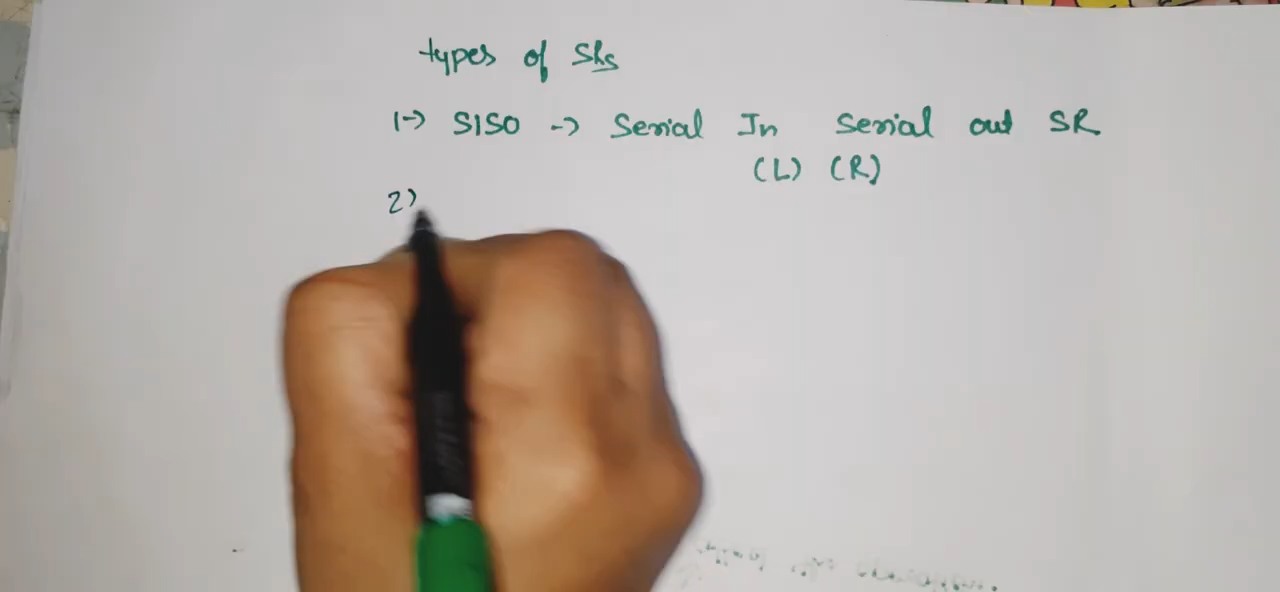 types of SRs
1→ SISO → Serial In Serial out SR
(L) (R)
2)